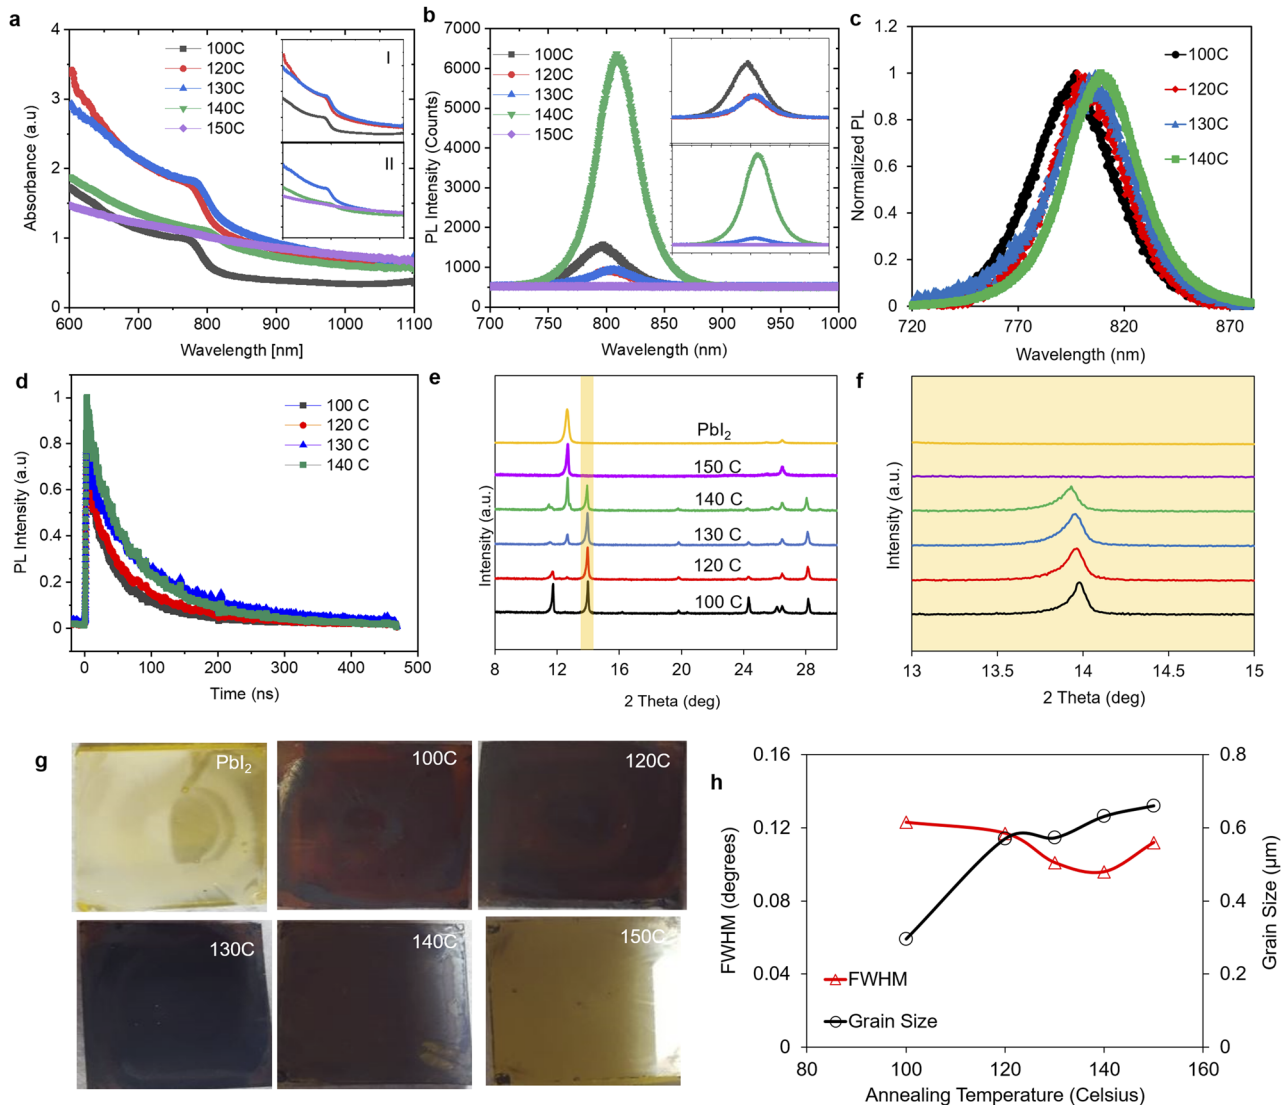 a
Absorbance (a.u)
4
3
2
1
0
600
700
800
900
1000
1100
Wavelength [nm]
100C
120C
130C
140C
150C
I
II
b
PL Intensity (Counts)
7000
6000
5000
4000
3000
2000
1000
0
700
750
800
850
900
950
1000
Wavelength (nm)
100C
120C
130C
140C
150C
c
Normalized PL
1.2
1
0.8
0.6
0.4
0.2
0
720
770
820
870
Wavelength (nm)
100C
120C
130C
140C
d
PL Intensity (a.u)
1
0.8
0.6
0.4
0.2
0
0
100
200
300
400
500
Time (ns)
100 C
120 C
130 C
140 C
e
Intensity (a.u.)
PbI₂
150 C
140 C
130 C
120 C
100 C
8
12
16
20
24
28
2 Theta (deg)
f
Intensity (a.u.)
13
13.5
14
14.5
15
2 Theta (deg)
g
PbI₂
100C
120C
130C
140C
150C
h
FWHM (degrees)
0.16
0.12
0.08
0.04
0
0.8
0.6
0.4
0.2
0
Grain Size (μm)
FWHM
Grain Size
80
100
120
140
160
Annealing Temperature (Celsius)